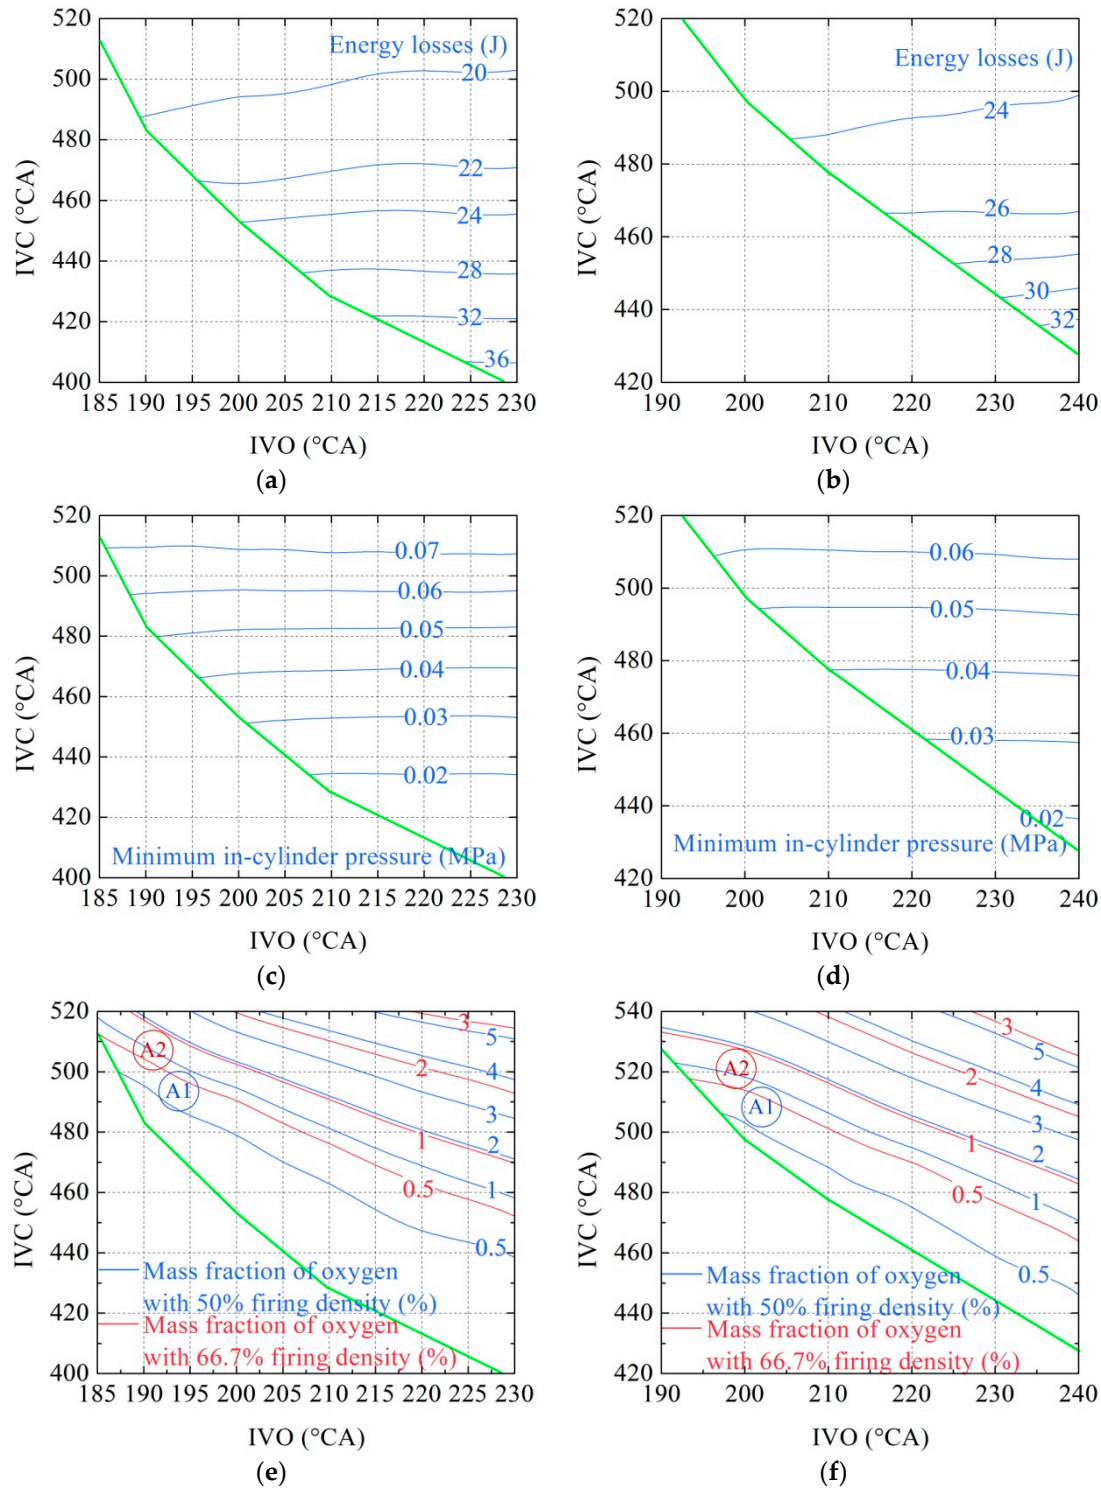 520
500
480
460
440
420
400
IVC (°CA)
Energy losses (J)
20
22
24
28
32
36
185 190 195 200 205 210 215 220 225 230
IVO (°CA)
(a)
520
500
480
460
440
420
IVC (°CA)
Energy losses (J)
24
26
28
30
32
190 200 210 220 230 240
IVO (°CA)
(b)
520
500
480
460
440
420
400
IVC (°CA)
0.07
0.06
0.05
0.04
0.03
0.02
Minimum in-cylinder pressure (MPa)
185 190 195 200 205 210 215 220 225 230
IVO (°CA)
(c)
520
500
480
460
440
420
IVC (°CA)
0.06
0.05
0.04
0.03
0.02
Minimum in-cylinder pressure (MPa)
190 200 210 220 230 240
IVO (°CA)
(d)
520
500
480
460
440
420
400
IVC (°CA)
A2
A1
3
5
2
4
3
1
2
0.5
1
0.5
Mass fraction of oxygen
with 50% firing density (%)
Mass fraction of oxygen
with 66.7% firing density (%)
185 190 195 200 205 210 215 220 225 230
IVO (°CA)
(e)
540
520
500
480
460
440
420
IVC (°CA)
A2
A1
3
5
2
4
3
1
2
0.5
1
0.5
Mass fraction of oxygen
with 50% firing density (%)
Mass fraction of oxygen
with 66.7% firing density (%)
190 200 210 220 230 240
IVO (°CA)
(f)